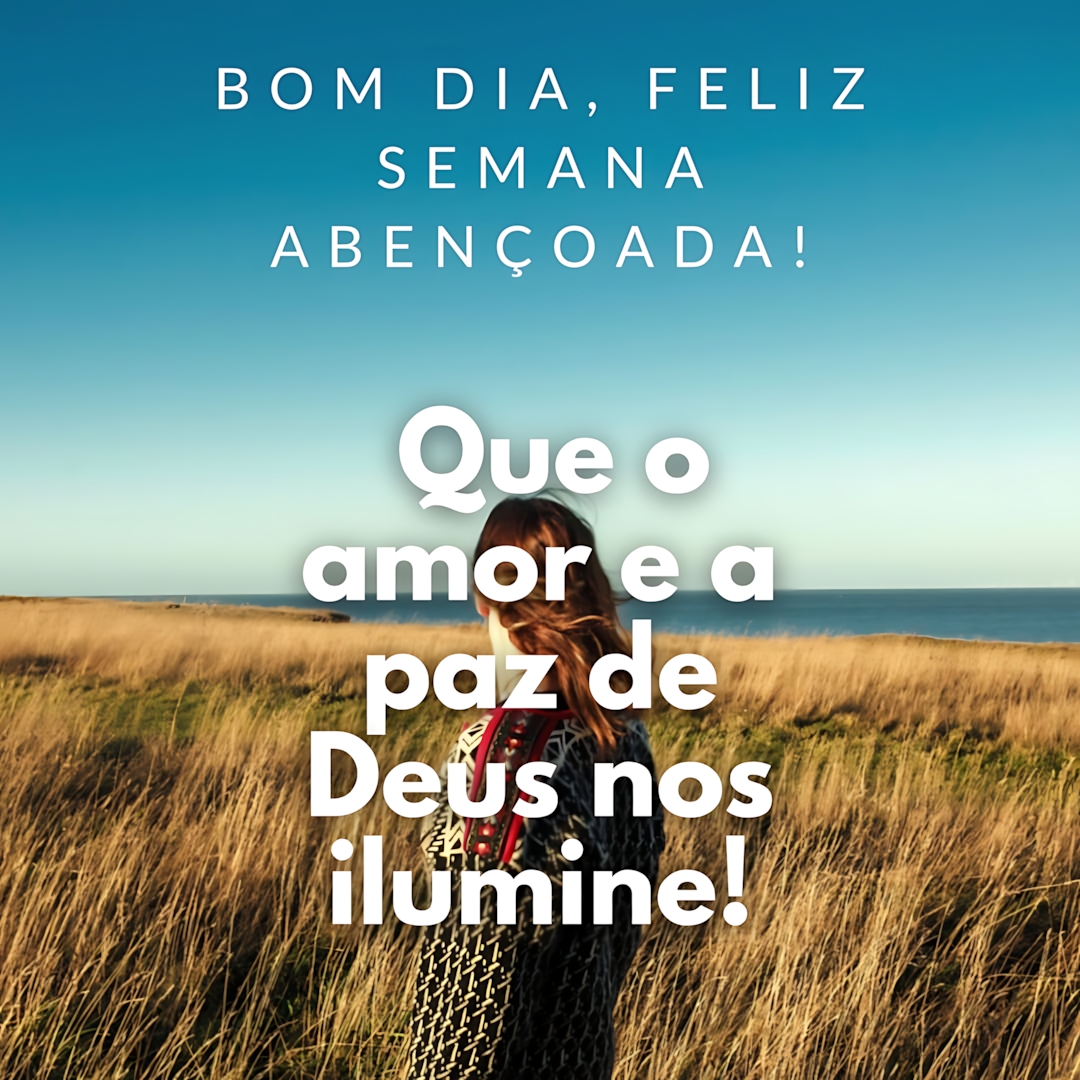 BOM DIA, FELIZ
SEMANA
ABENÇOADA!
Que o
amor e a
paz de
Deus nos
ilumine!